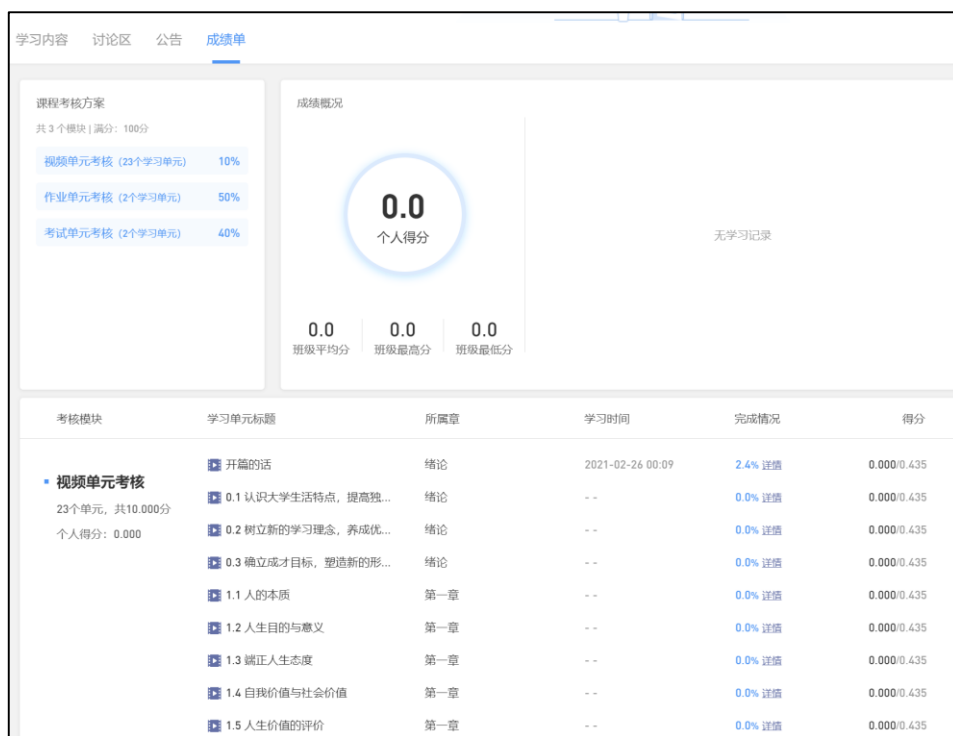 学习内容 讨论区 公告 成绩单
课程考核方案
共 3 个模块 | 满分：100分
视频单元考核（23个学习单元） 10%
作业单元考核（2个学习单元） 50%
考试单元考核（2个学习单元） 40%
成绩概况
0.0
个人得分
0.0 0.0 0.0
班级平均分 班级最高分 班级最低分
无学习记录
考核模块 学习单元标题 所属章 学习时间 完成情况 得分
视频单元考核
23个单元，共10.000分
个人得分：0.000
开篇的话 绪论 2021-02-26 00:09 2.4% 详情 0.000/0.435
0.1 认识大学生活特点，提高独... 绪论 - - 0.0% 详情 0.000/0.435
0.2 树立新的学习理念，养成优... 绪论 - - 0.0% 详情 0.000/0.435
0.3 确立成才目标，塑造新的形... 绪论 - - 0.0% 详情 0.000/0.435
1.1 人的本质 第一章 - - 0.0% 详情 0.000/0.435
1.2 人生目的与意义 第一章 - - 0.0% 详情 0.000/0.435
1.3 端正人生态度 第一章 - - 0.0% 详情 0.000/0.435
1.4 自我价值与社会价值 第一章 - - 0.0% 详情 0.000/0.435
1.5 人生价值的评价 第一章 - - 0.0% 详情 0.000/0.435